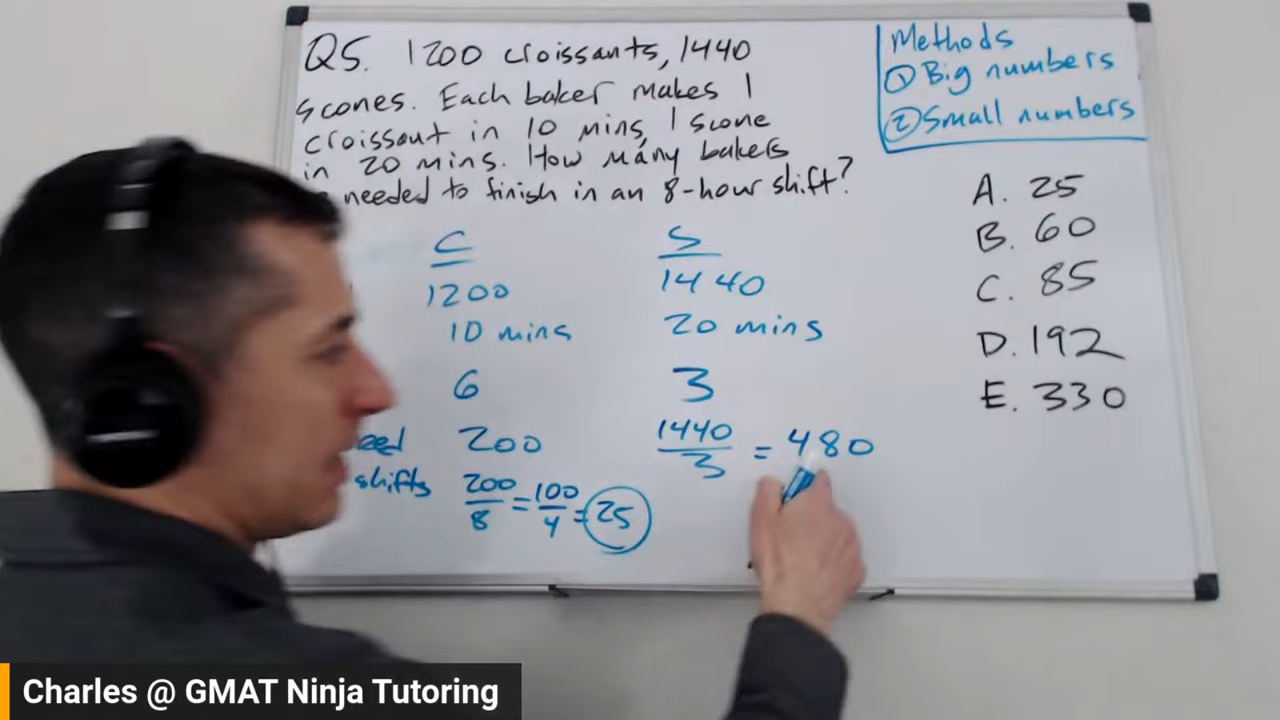 Q5. 1200 croissants, 1440
scones. Each baker makes 1
croissant in 10 mins, 1 scone
in 20 mins. How many bakers
needed to finish in an 8-hour shift?
Methods
① Big numbers
② Small numbers
A. 25
B. 60
C. 85
D. 192
E. 330
C S
1200 1440
10 mins 20 mins
6 3
200 1440/3 = 480
shifts 200/8 = 100/4 = 25
Charles @ GMAT Ninja Tutoring